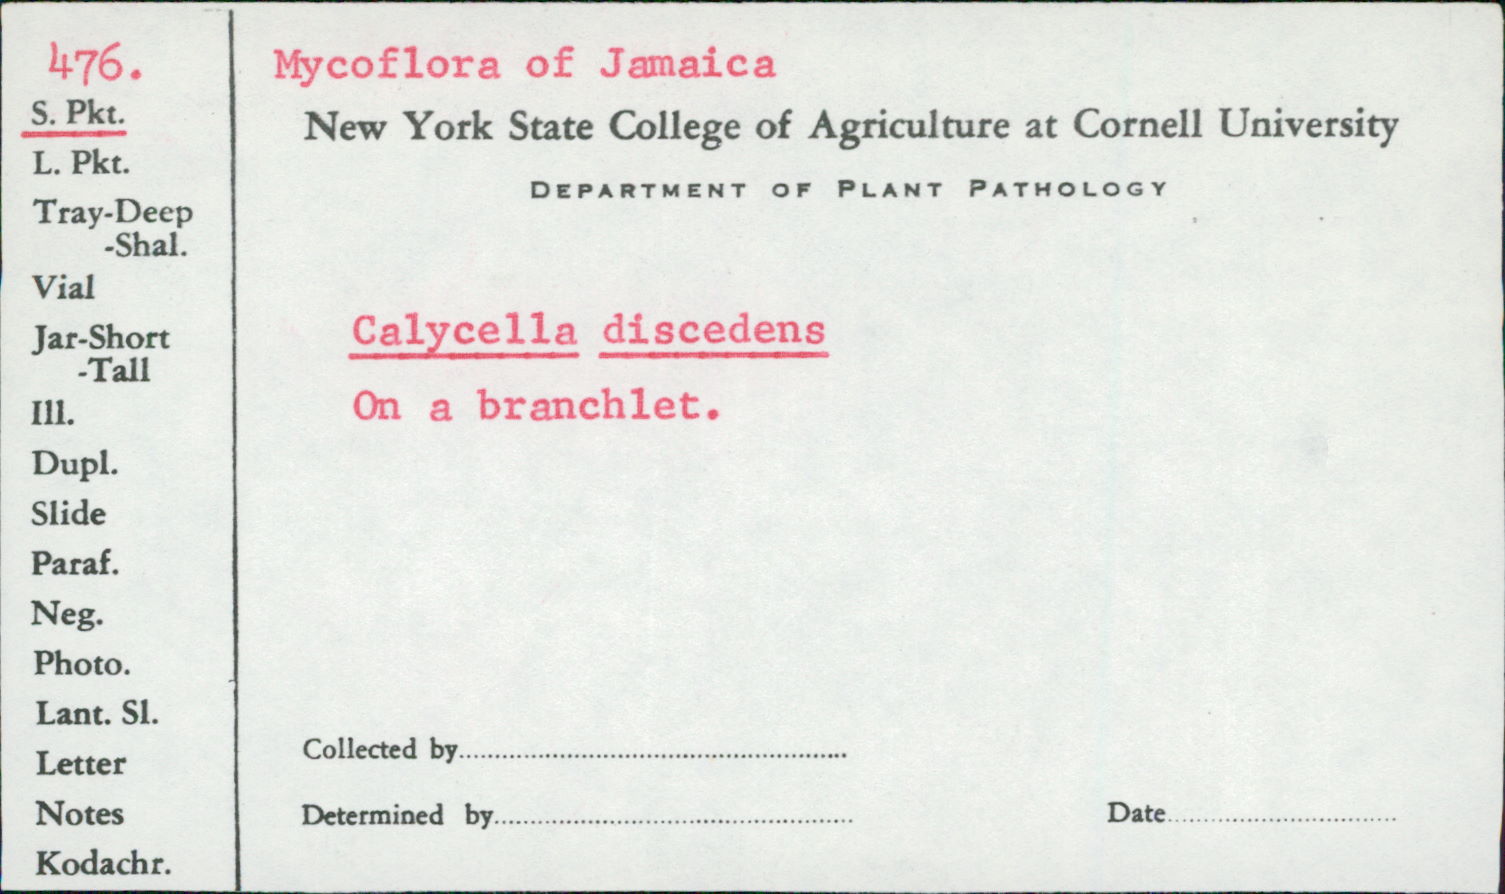 476.
S. Pkt.
L. Pkt.
Tray-Deep
-Shal.
Vial
Jar-Short
-Tall
Ill.
Dupl.
Slide
Paraf.
Neg.
Photo.
Lant. Sl.
Letter
Notes
Kodachr.
Mycoflora of Jamaica
New York State College of Agriculture at Cornell University
DEPARTMENT OF PLANT PATHOLOGY
Calycella discedens
On a branchlet.
Collected by
Determined by
Date